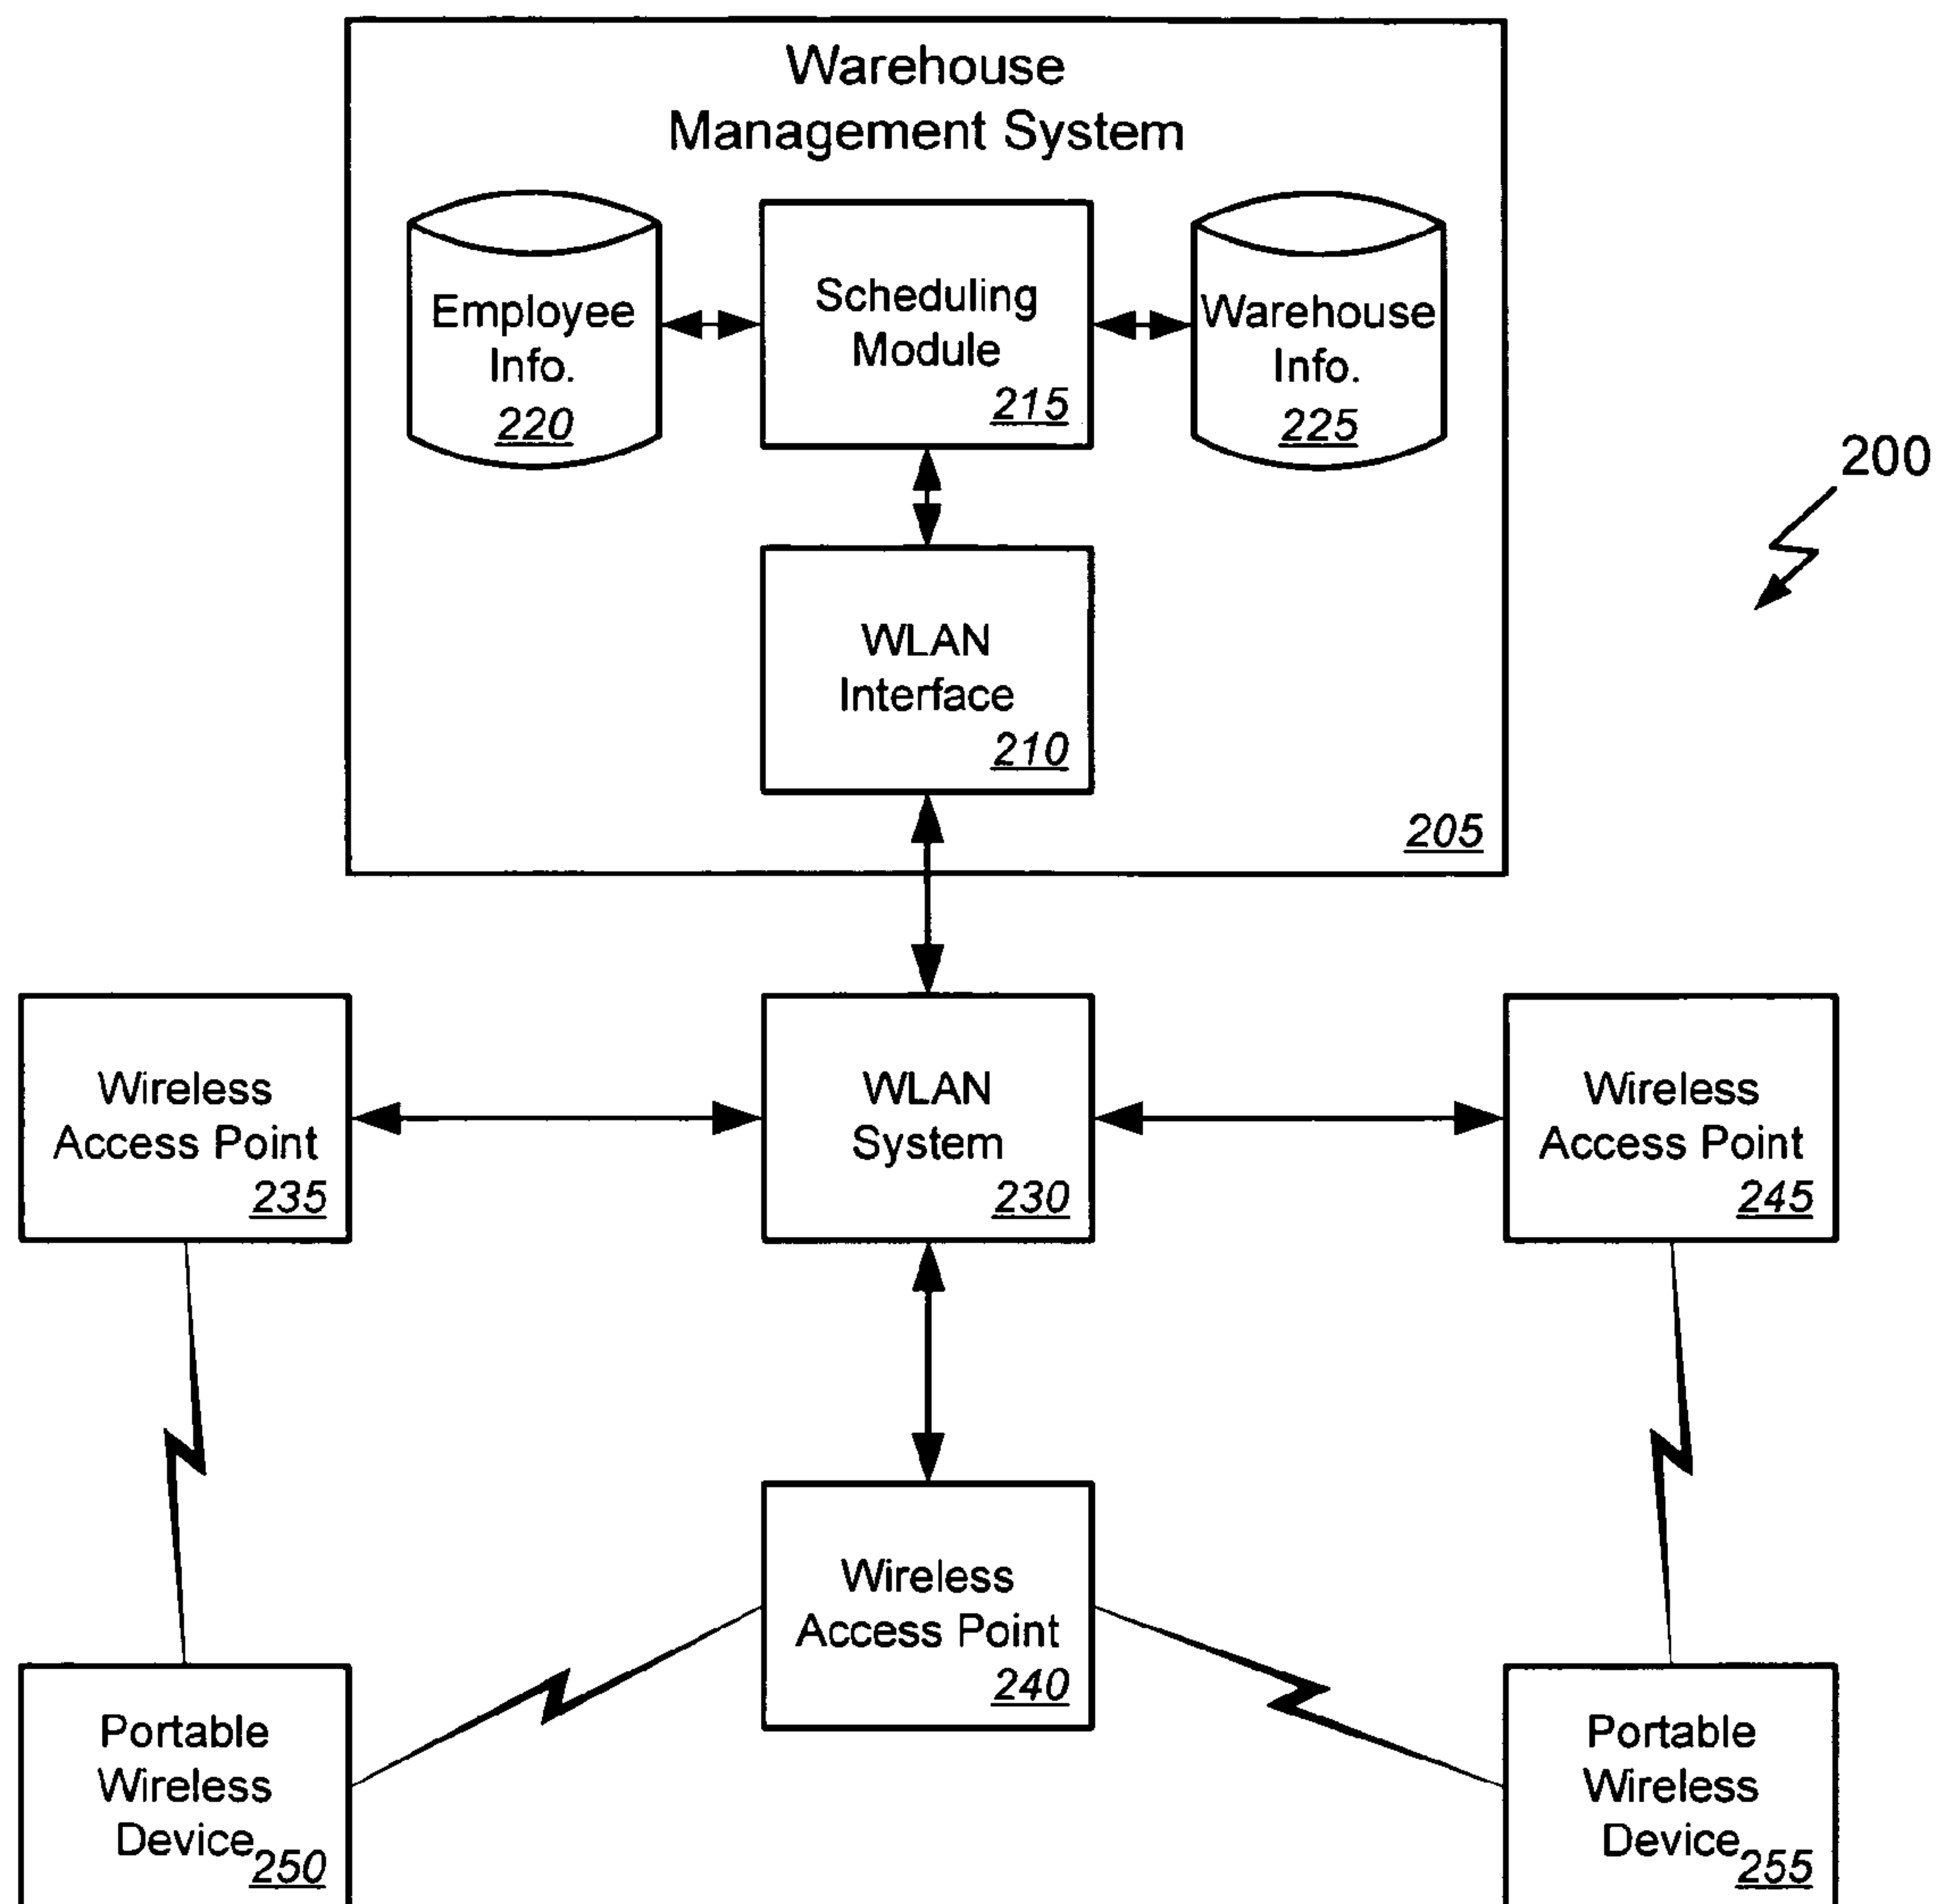 Warehouse
Management System
Employee
Info.
220
Scheduling
Module
215
Warehouse
Info.
225
200
WLAN
Interface
210
205
Wireless
Access Point
235
WLAN
System
230
Wireless
Access Point
245
Wireless
Access Point
240
Portable
Wireless
Device
250
Portable
Wireless
Device
255